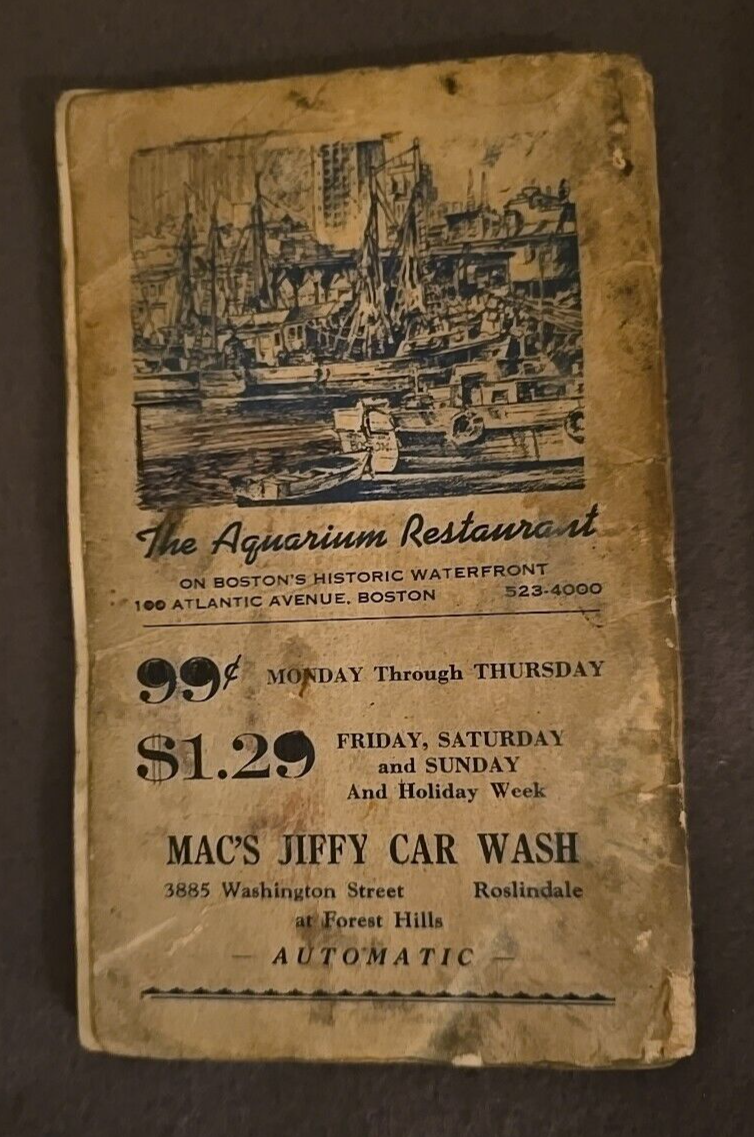 BOSTON
The Aquarium Restaurant
ON BOSTON'S HISTORIC WATERFRONT
100 ATLANTIC AVENUE, BOSTON 523-4000
99¢ MONDAY Through THURSDAY
$1.29 FRIDAY, SATURDAY
and SUNDAY
And Holiday Week
MAC'S JIFFY CAR WASH
3885 Washington Street Roslindale
at Forest Hills
— AUTOMATIC —